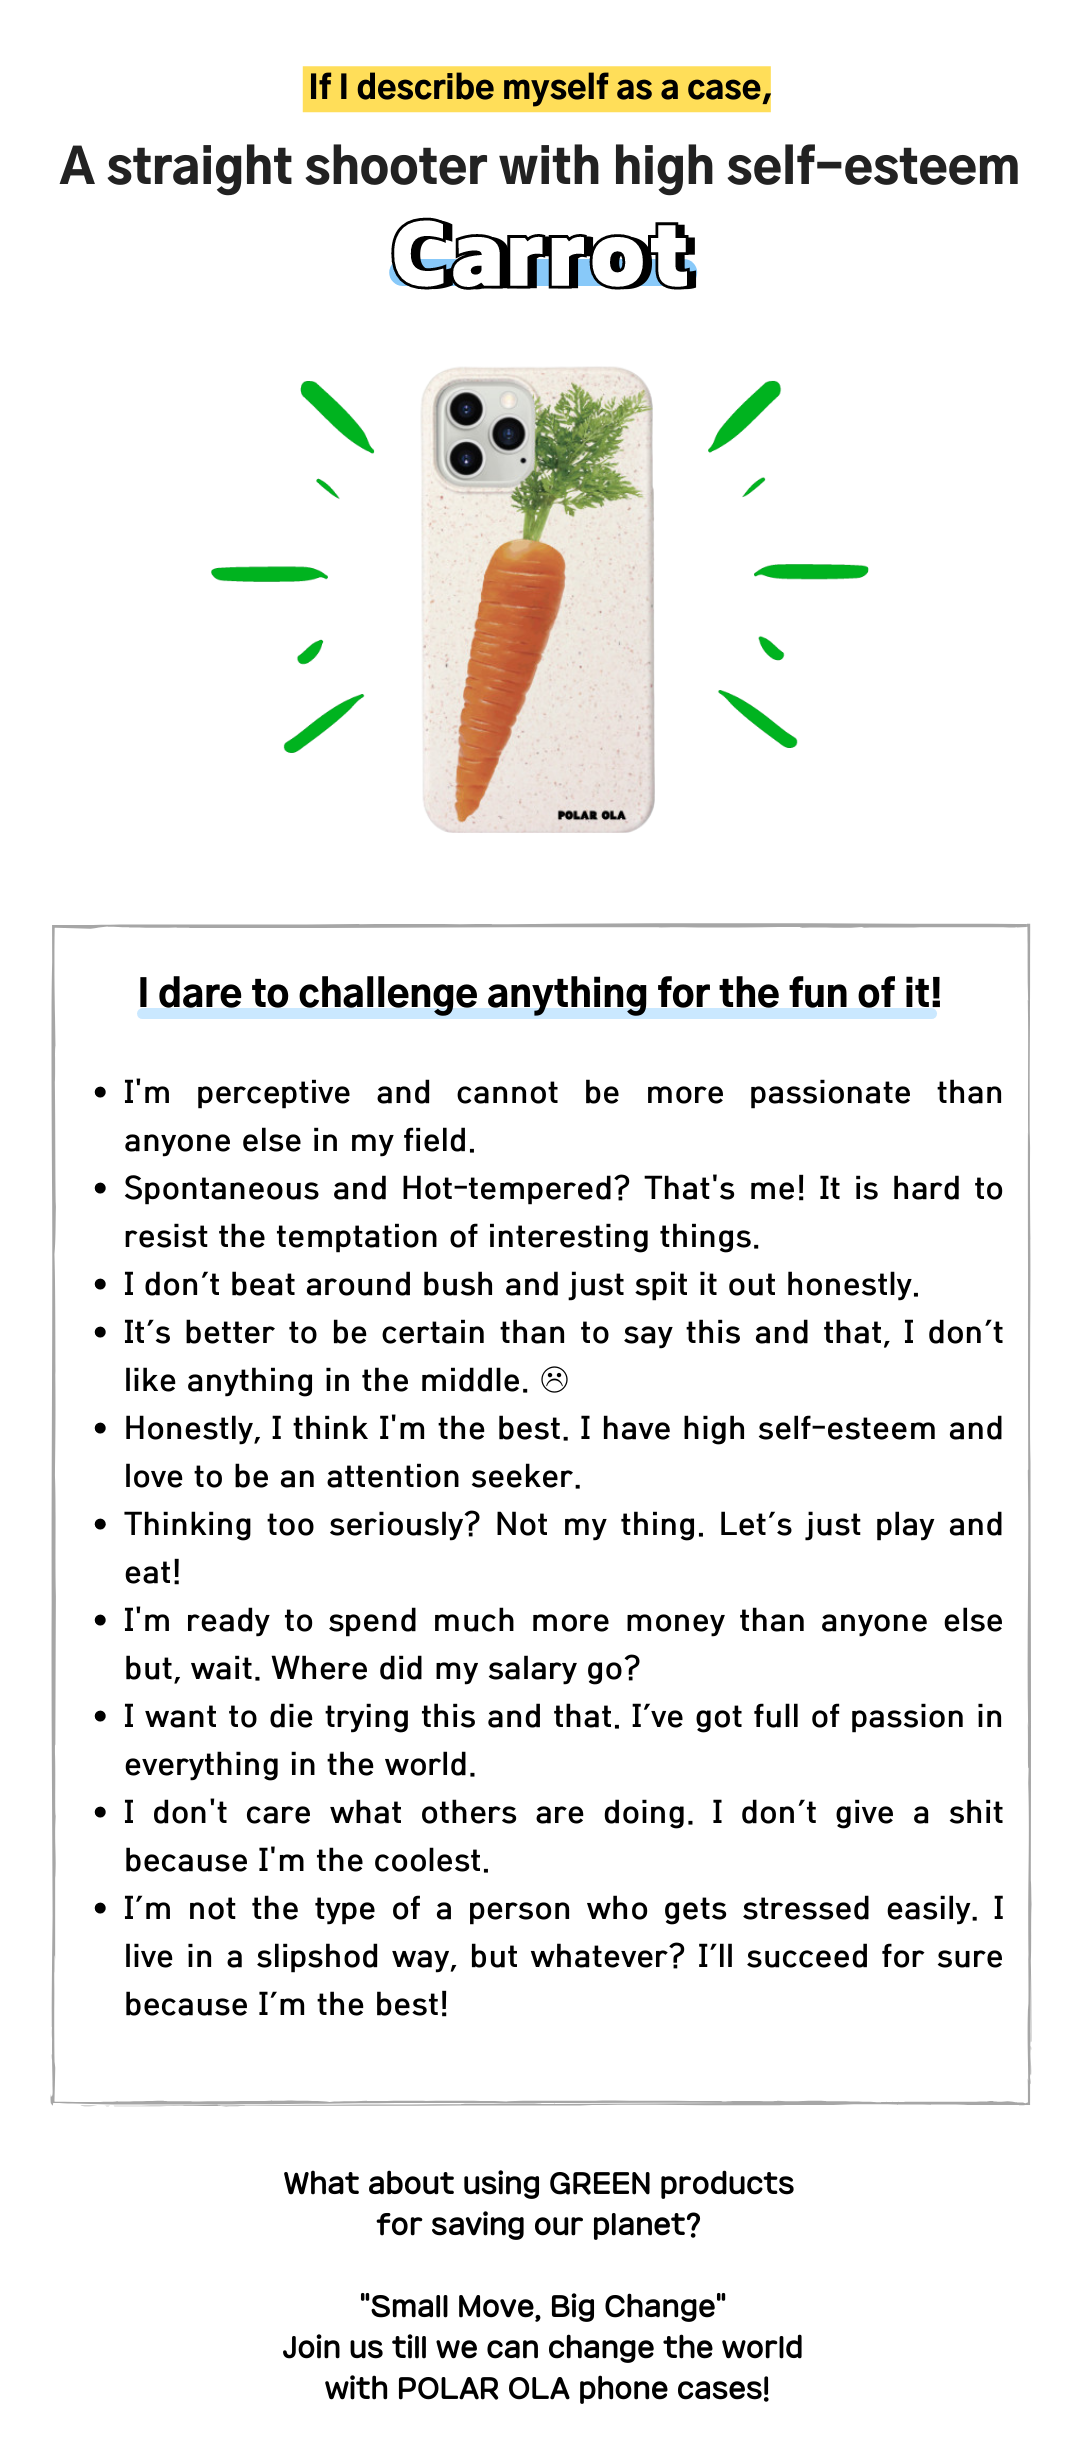 If I describe myself as a case,
A straight shooter with high self-esteem
Carrot
POLAR OLA
I dare to challenge anything for the fun of it!
• I'm perceptive and cannot be more passionate than
anyone else in my field.
• Spontaneous and Hot-tempered? That's me! It is hard to
resist the temptation of interesting things.
• I don′t beat around bush and just spit it out honestly.
• It′s better to be certain than to say this and that, I don′t
like anything in the middle. ☹
• Honestly, I think I'm the best. I have high self-esteem and
love to be an attention seeker.
• Thinking too seriously? Not my thing. Let′s just play and
eat!
• I'm ready to spend much more money than anyone else
but, wait. Where did my salary go?
• I want to die trying this and that. I′ve got full of passion in
everything in the world.
• I don't care what others are doing. I don′t give a shit
because I'm the coolest.
• I′m not the type of a person who gets stressed easily. I
live in a slipshod way, but whatever? I′ll succeed for sure
because I′m the best!
What about using GREEN products
for saving our planet?
"Small Move, Big Change"
Join us till we can change the world
with POLAR OLA phone cases!